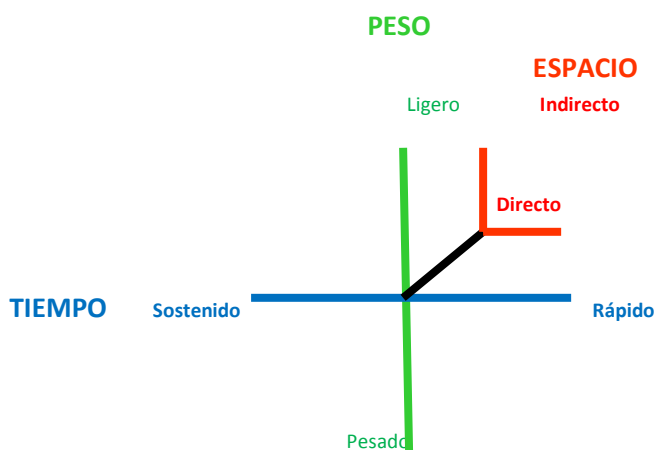 PESO
ESPACIO
Ligero
Indirecto
Directo
TIEMPO
Sostenido
Rápido
Pesado